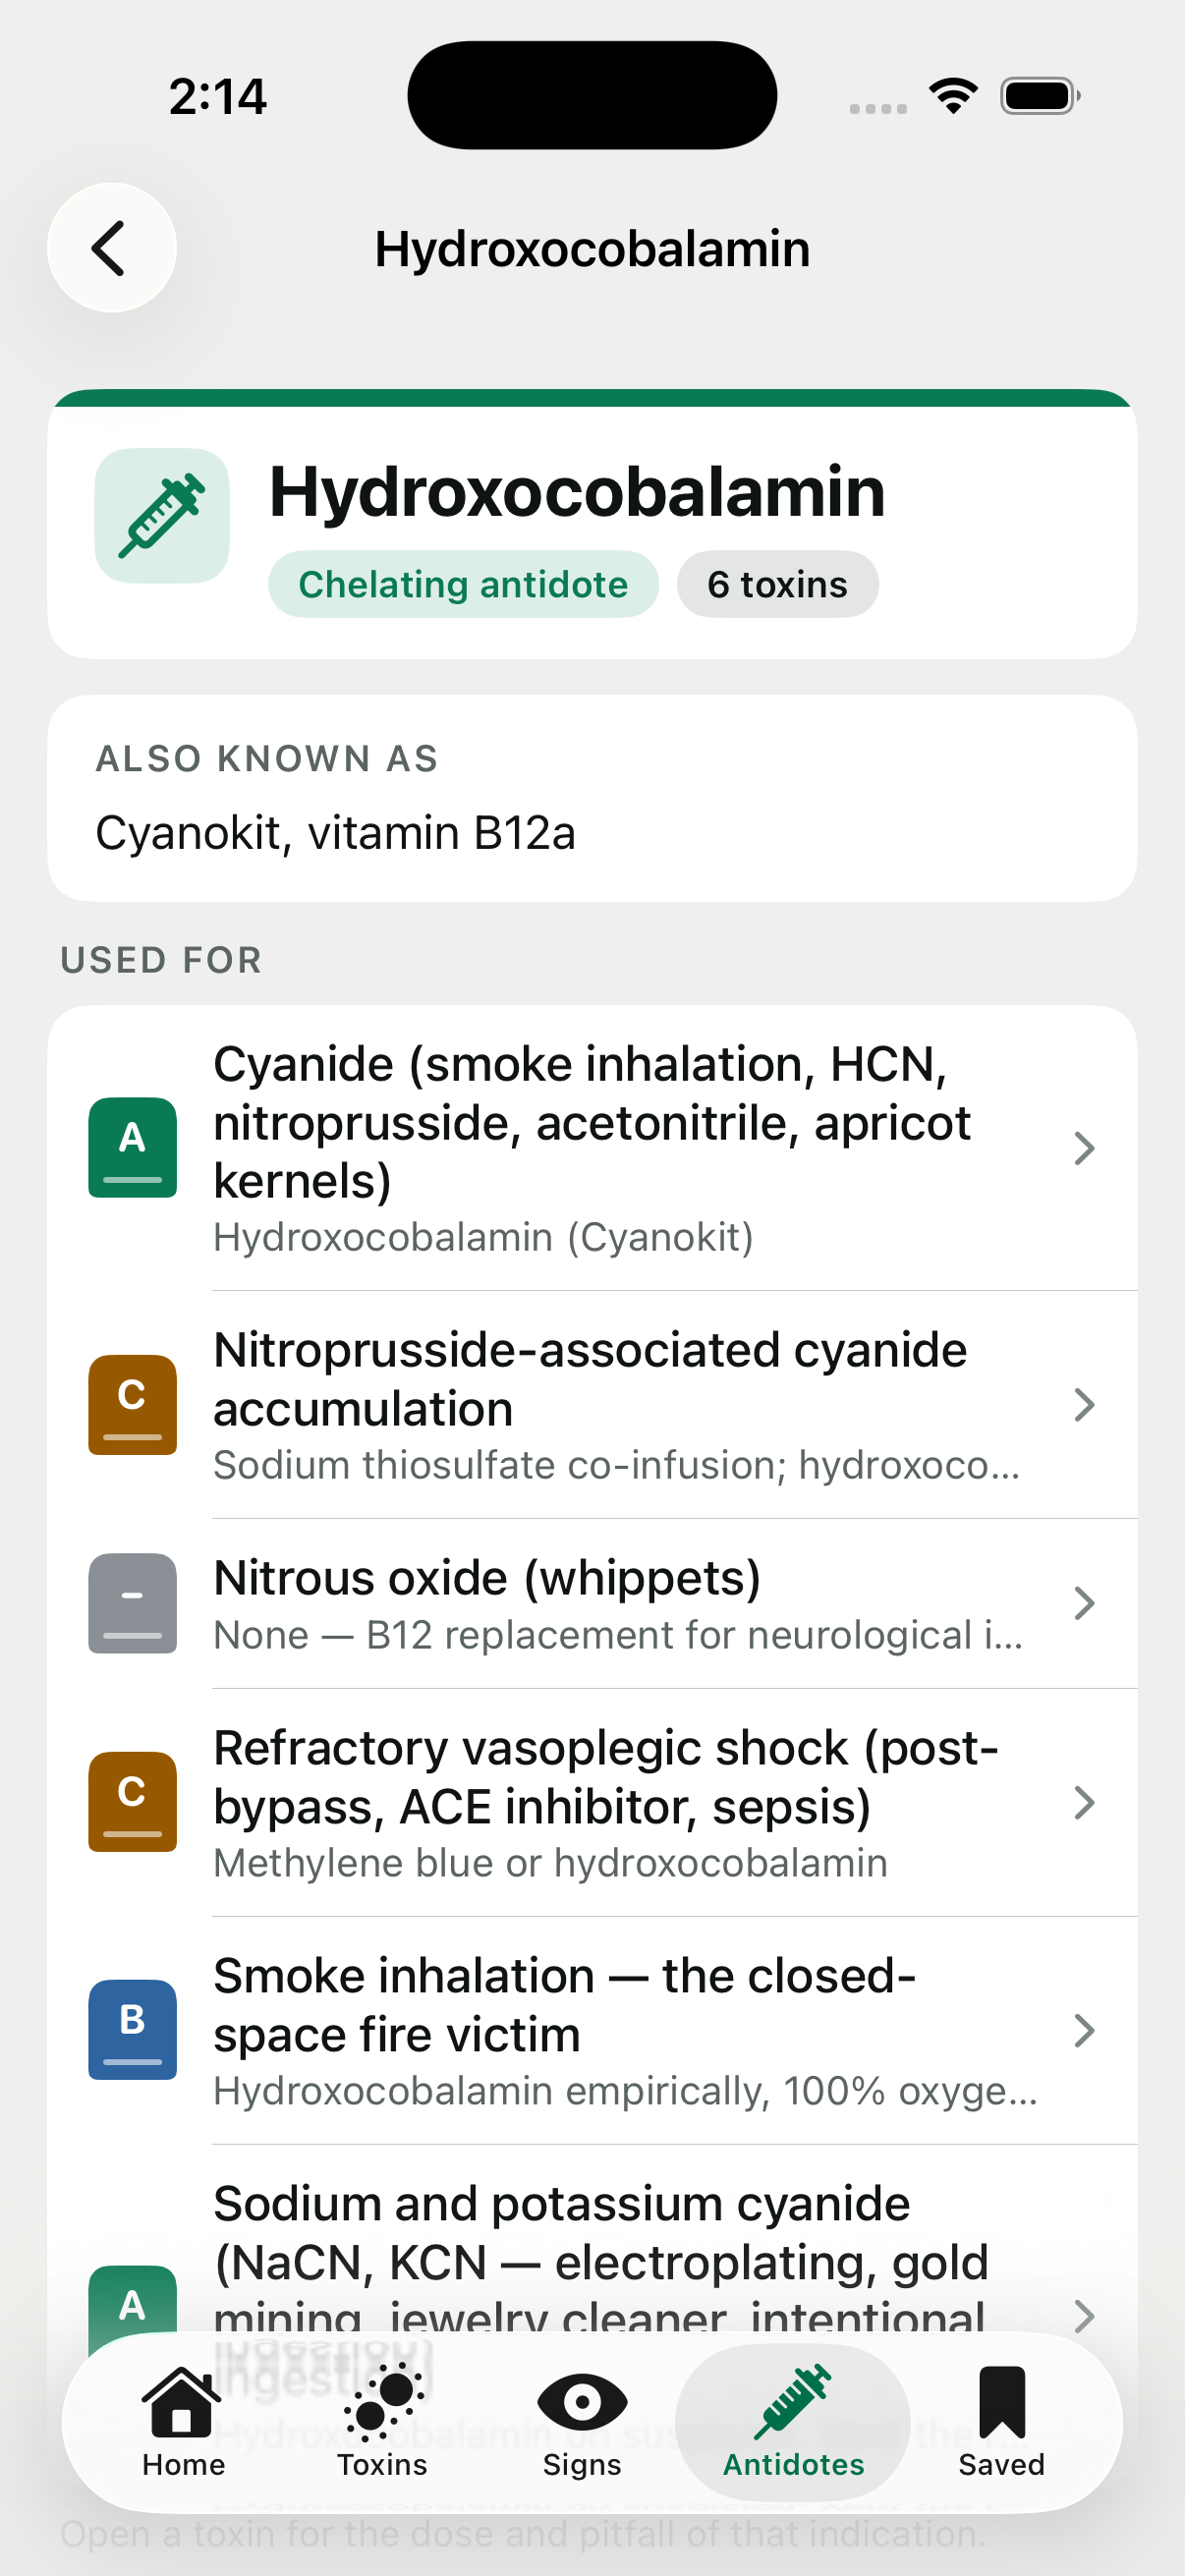 2:14
Hydroxocobalamin
Hydroxocobalamin
Chelating antidote
6 toxins
ALSO KNOWN AS
Cyanokit, vitamin B12a
USED FOR
A
Cyanide (smoke inhalation, HCN,
nitroprusside, acetonitrile, apricot
kernels)
Hydroxocobalamin (Cyanokit)
C
Nitroprusside-associated cyanide
accumulation
Sodium thiosulfate co-infusion; hydroxoco...
–
Nitrous oxide (whippets)
None — B12 replacement for neurological i...
C
Refractory vasoplegic shock (post-
bypass, ACE inhibitor, sepsis)
Methylene blue or hydroxocobalamin
B
Smoke inhalation — the closed-
space fire victim
Hydroxocobalamin empirically, 100% oxyge...
A
Sodium and potassium cyanide
(NaCN, KCN — electroplating, gold
mining, jewelry cleaner, intentional
ingestion)
Hydroxocobalamin on
Home
Toxins
Signs
Antidotes
Saved
Open a toxin for the dose and pitfall of that indication.